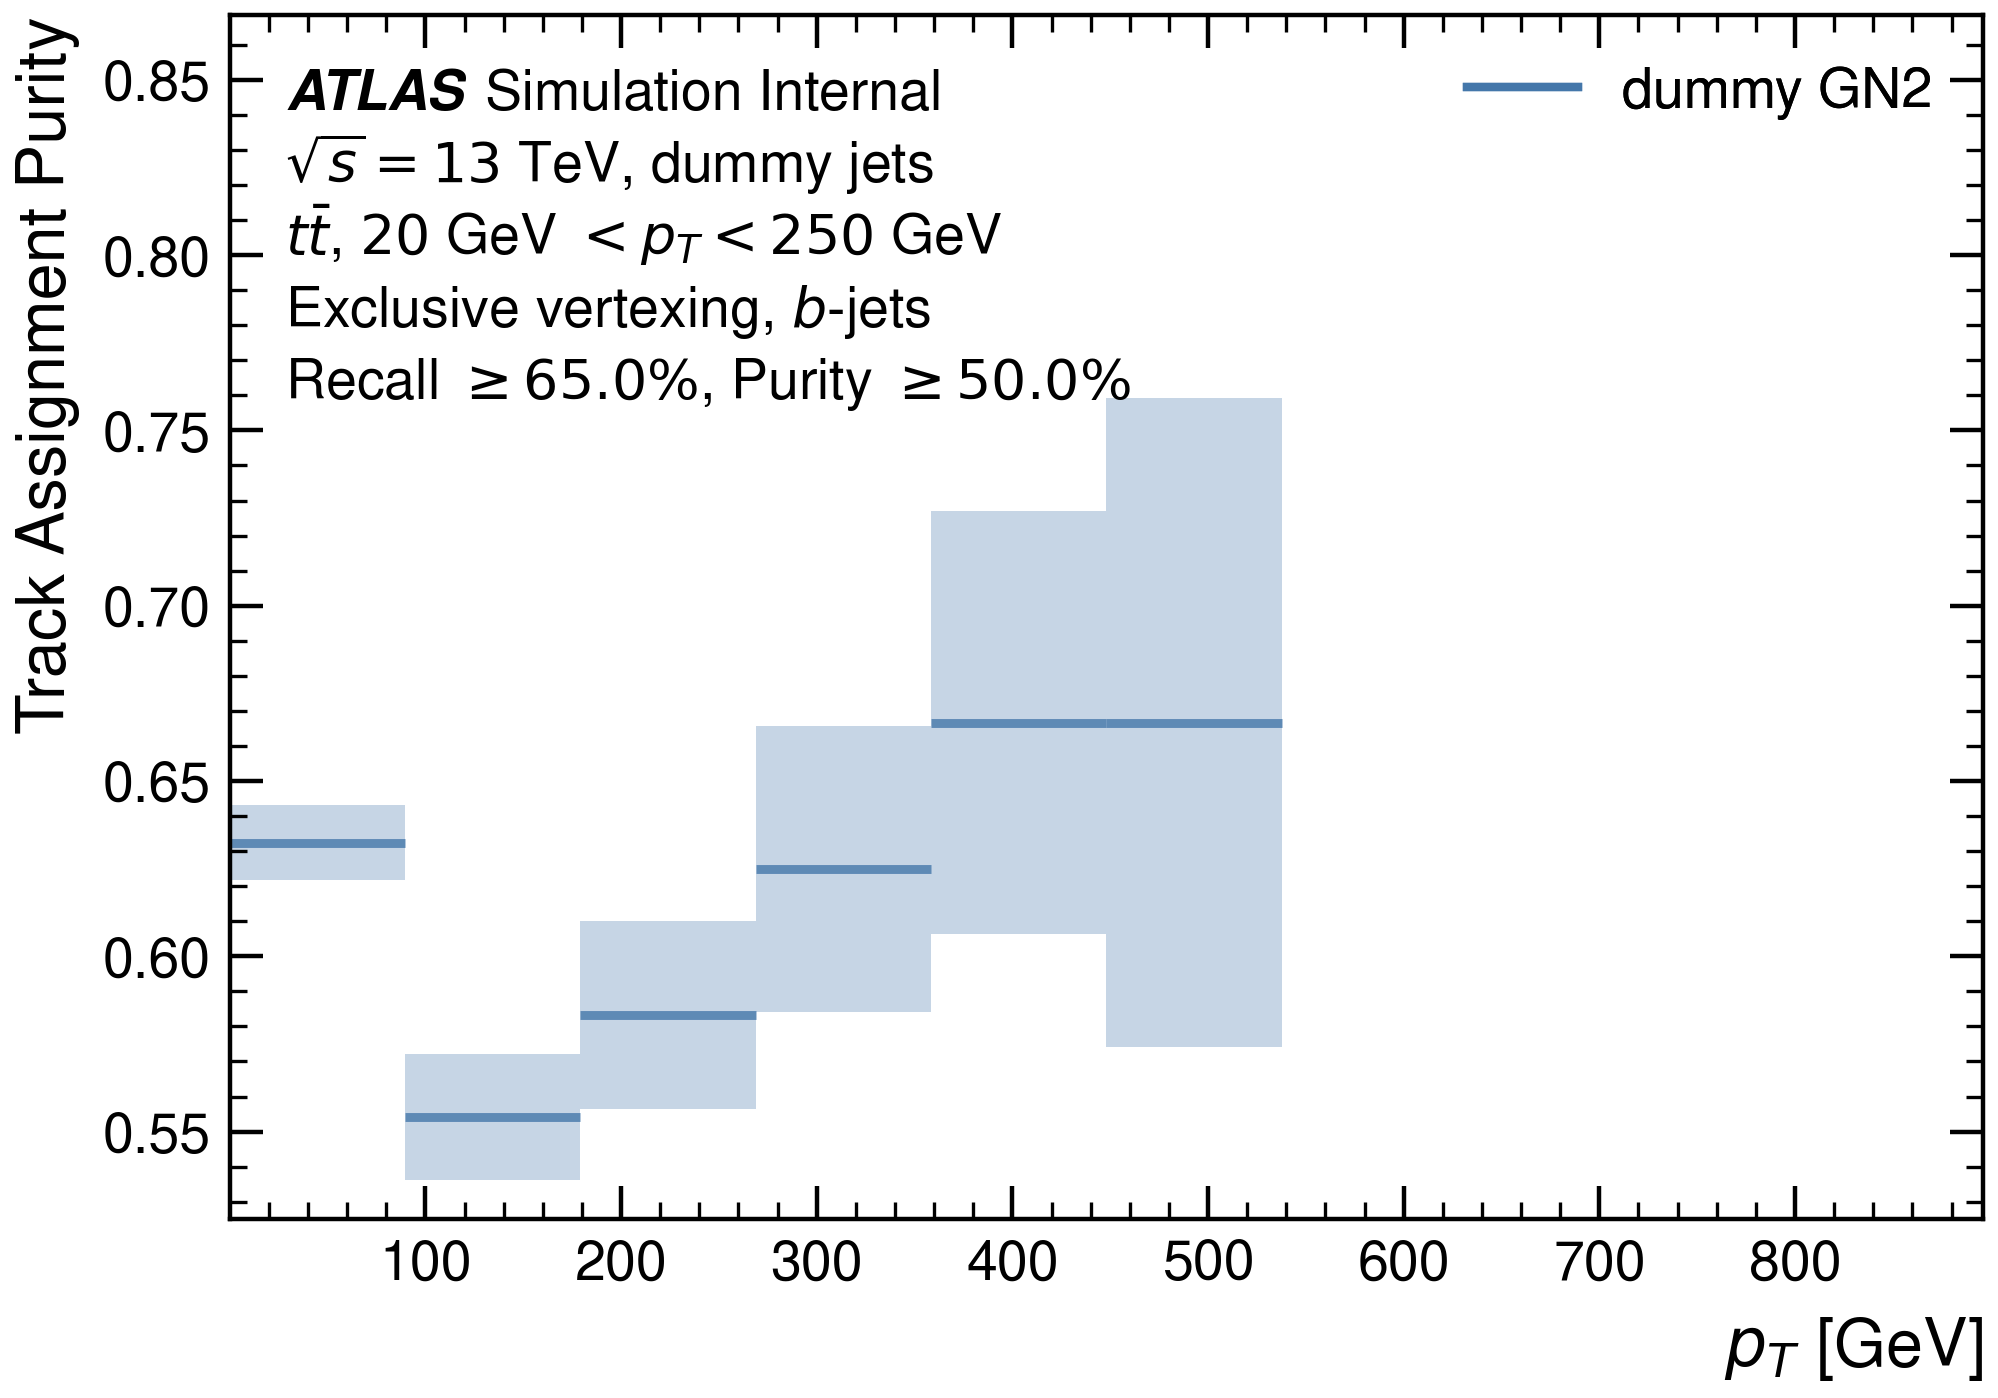 Track Assignment Purity
0.85
0.80
0.75
0.70
0.65
0.60
0.55
ATLAS Simulation Internal
√s = 13 TeV, dummy jets
tt̄, 20 GeV < p_T < 250 GeV
Exclusive vertexing, b-jets
Recall ≥ 65.0%, Purity ≥ 50.0%
dummy GN2
100 200 300 400 500 600 700 800
p_T [GeV]